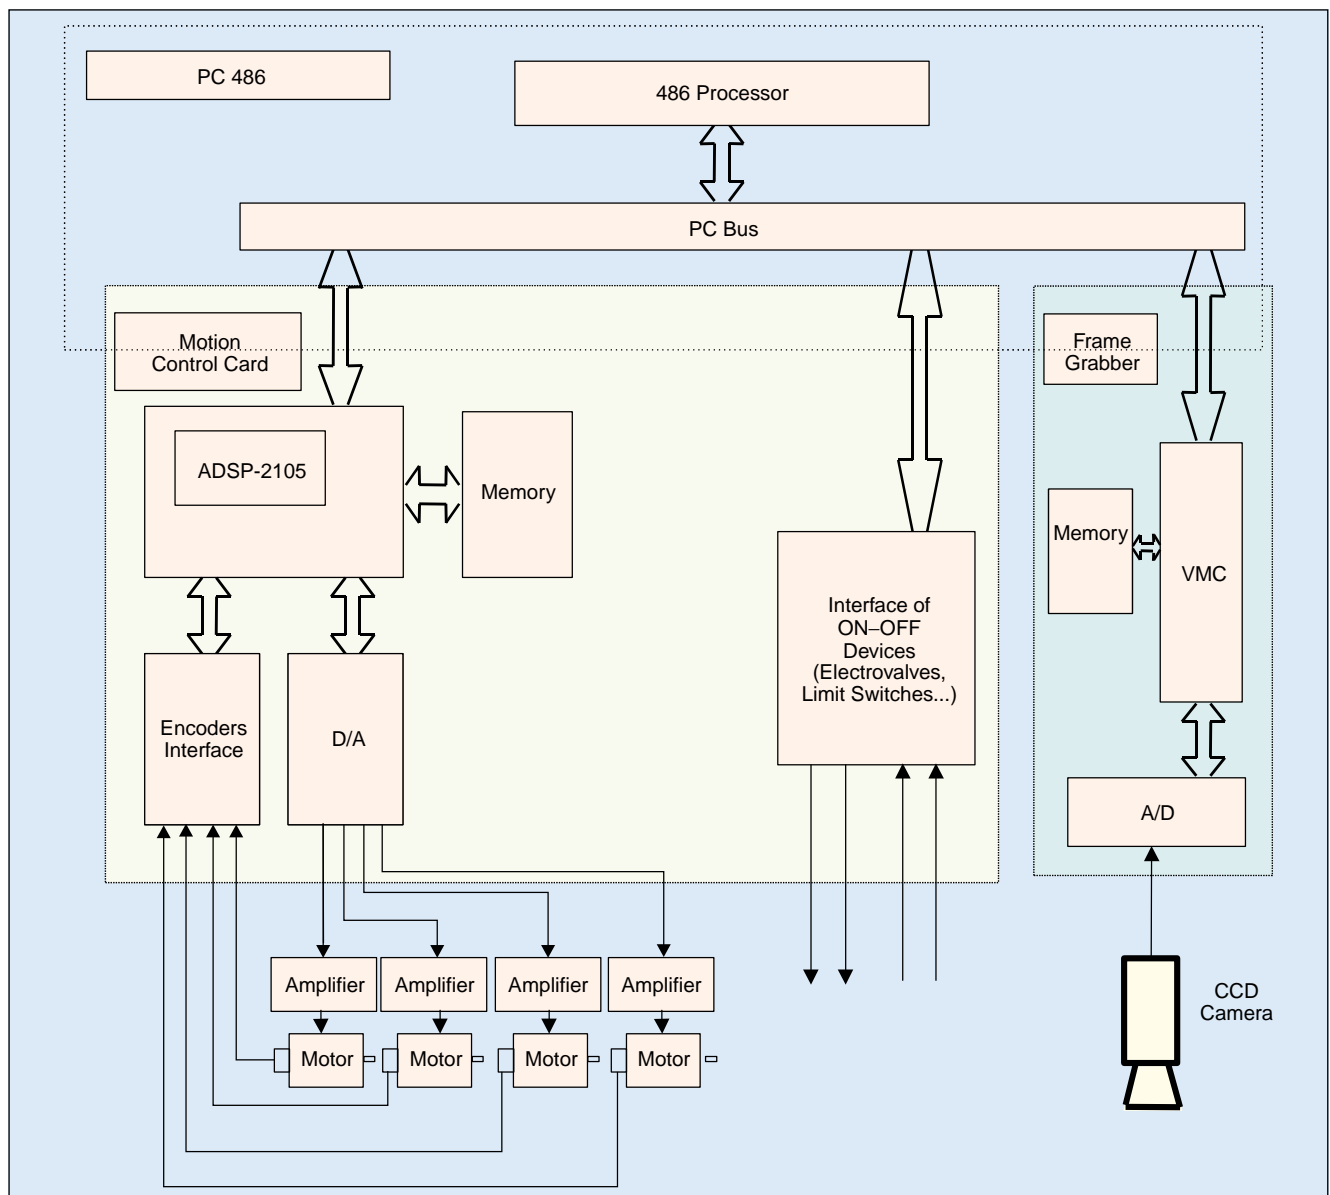 PC 486
486 Processor
PC Bus
Motion
Control Card
Frame
Grabber
ADSP-2105
Memory
Memory
VMC
Interface of
ON–OFF
Devices
(Electrovalves,
Limit Switches...)
Encoders
Interface
D/A
A/D
Amplifier
Amplifier
Amplifier
Amplifier
CCD
Camera
Motor
Motor
Motor
Motor